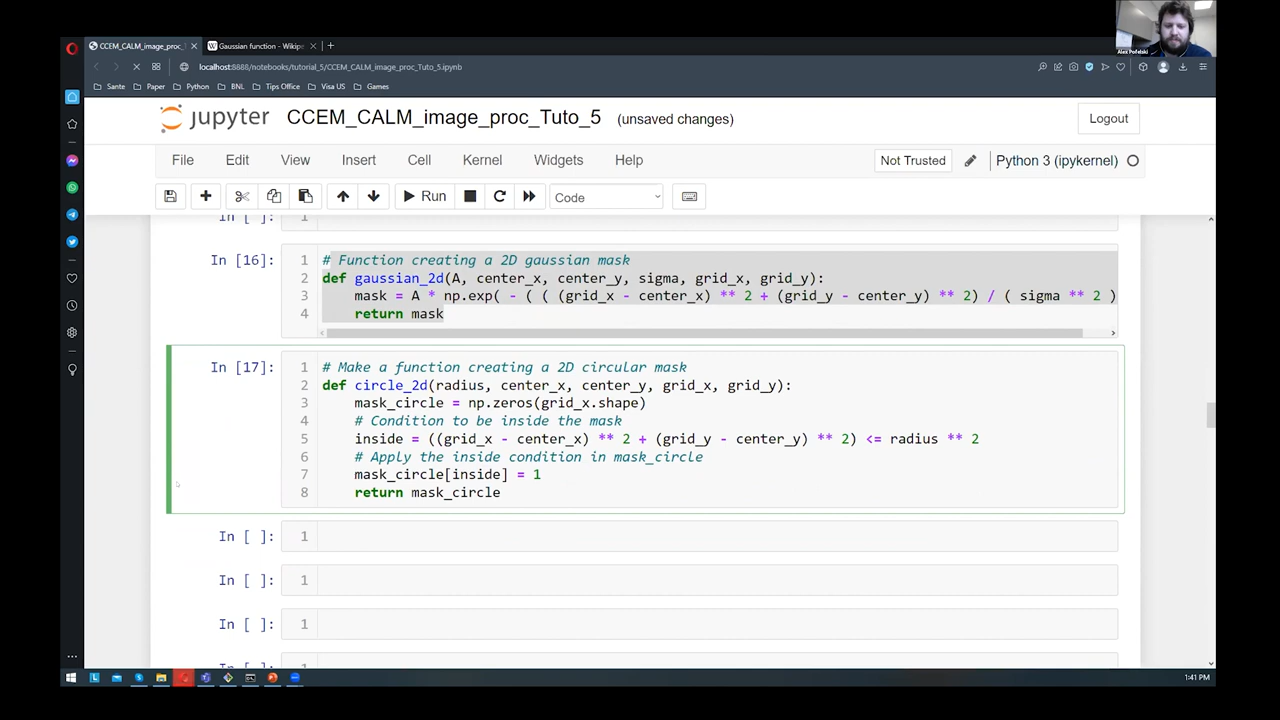 CCEM_CALM_image_proc_
Gaussian function - Wikipe
localhost:8888/notebooks/tutorial_5/CCEM_CALM_image_proc_Tuto_5.ipynb
Sante
Paper
Python
BNL
Tips Office
Visa US
Games
Alex Pofelski
jupyter
CCEM_CALM_image_proc_Tuto_5 (unsaved changes)
Logout
File Edit View Insert Cell Kernel Widgets Help
Not Trusted
Python 3 (ipykernel)
Run
Code
In [ ]: 1
In [16]: 1 # Function creating a 2D gaussian mask
2 def gaussian_2d(A, center_x, center_y, sigma, grid_x, grid_y):
3 mask = A * np.exp( - ( ( (grid_x - center_x) ** 2 + (grid_y - center_y) ** 2) / ( sigma ** 2 )
4 return mask
In [17]: 1 # Make a function creating a 2D circular mask
2 def circle_2d(radius, center_x, center_y, grid_x, grid_y):
3 mask_circle = np.zeros(grid_x.shape)
4 # Condition to be inside the mask
5 inside = ((grid_x - center_x) ** 2 + (grid_y - center_y) ** 2) <= radius ** 2
6 # Apply the inside condition in mask_circle
7 mask_circle[inside] = 1
8 return mask_circle
In [ ]: 1
In [ ]: 1
In [ ]: 1
1:41 PM